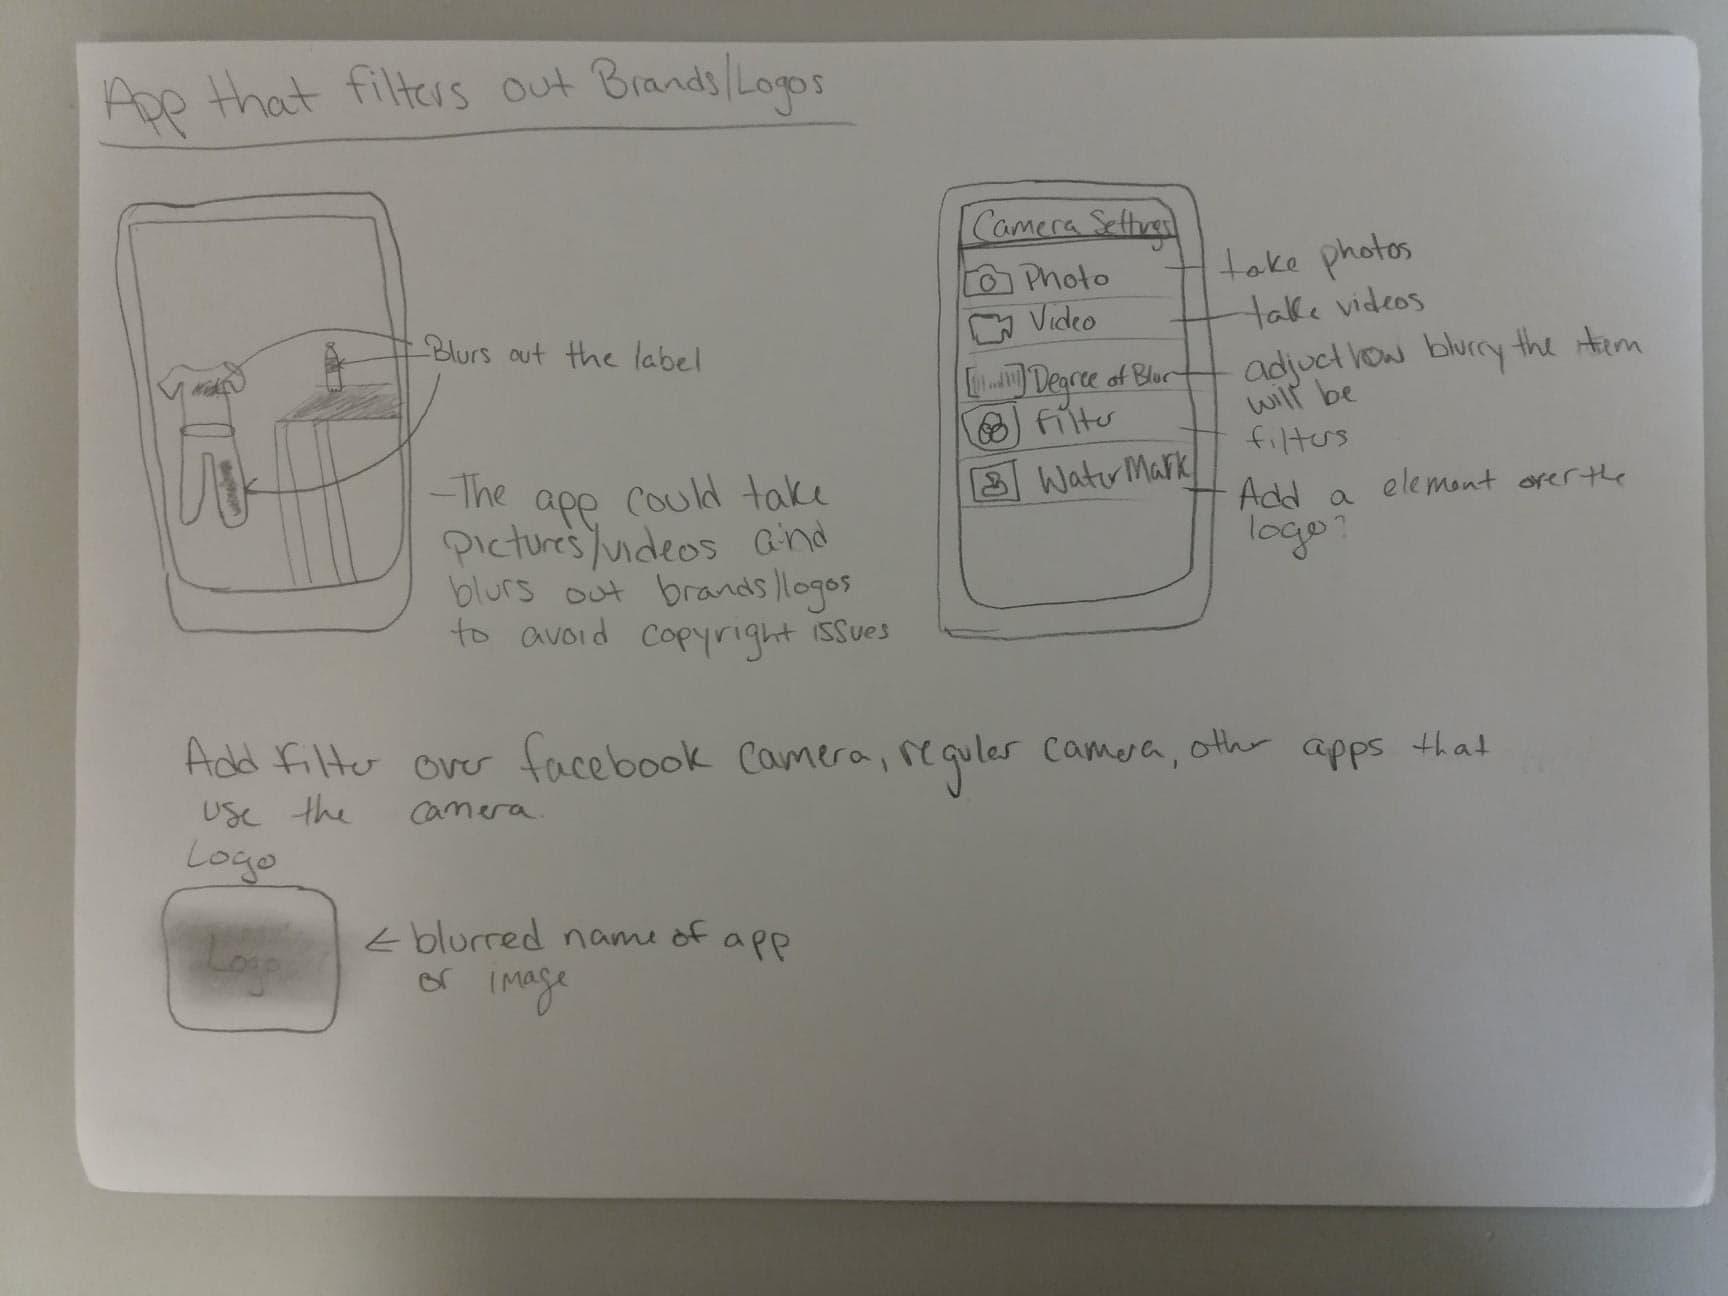 App that filters out Brands/Logos
Blurs out the label
-The app could take
pictures/videos and
blurs out brands/logos
to avoid copyright issues
Camera Settings
Photo
Video
Degree of Blur
filter
WaterMark
take photos
take videos
adjuct how blurry the item
will be
filters
Add a element over the
logo?
Add filter over facebook camera, reguler camera, other apps that
use the camera.
Logo
Logo
← blurred name of app
or image